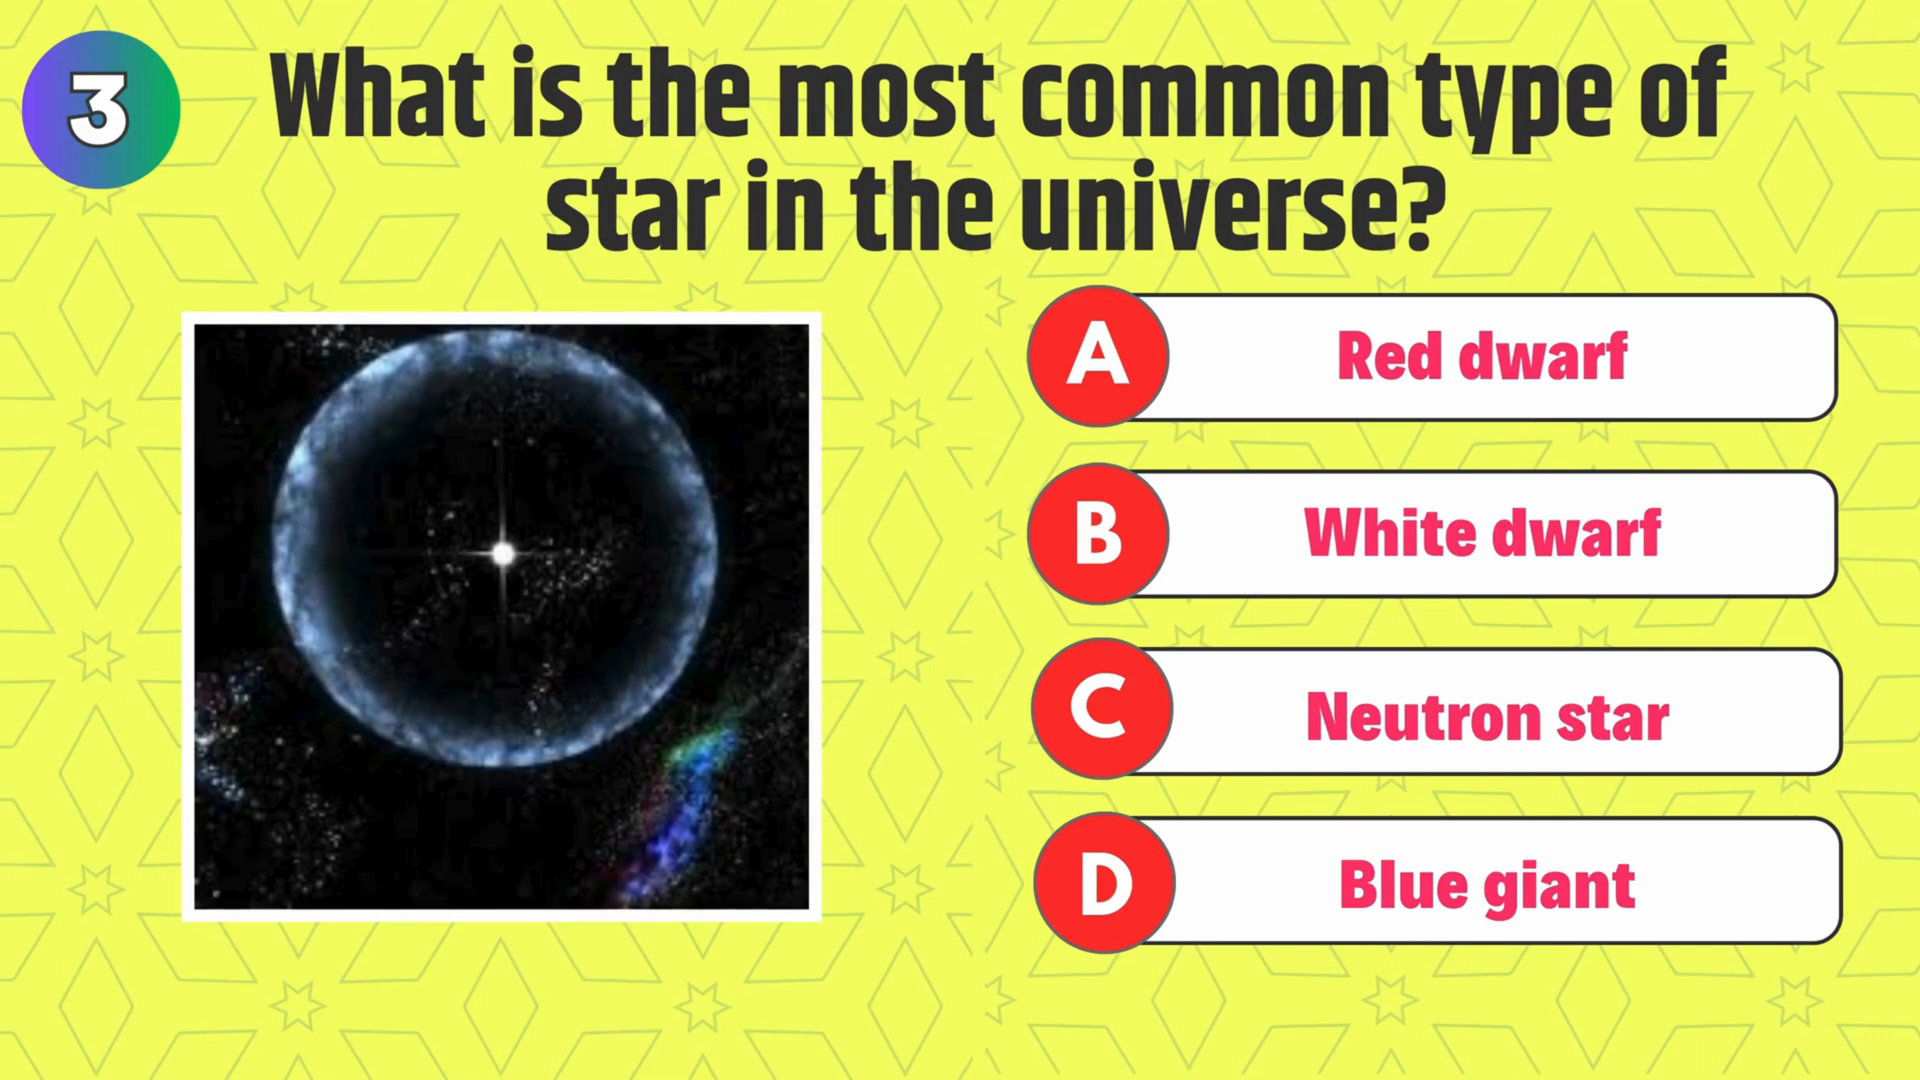 3
What is the most common type of
star in the universe?
A Red dwarf
B White dwarf
C Neutron star
D Blue giant